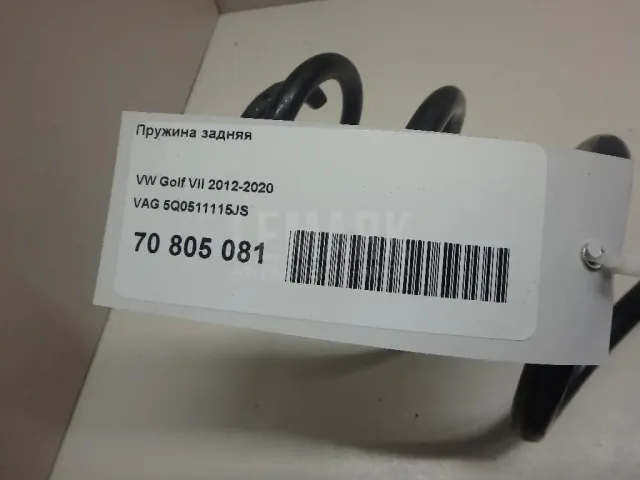 Пружина задняя
VW Golf VII 2012-2020
VAG 5Q0511115JS
70 805 081